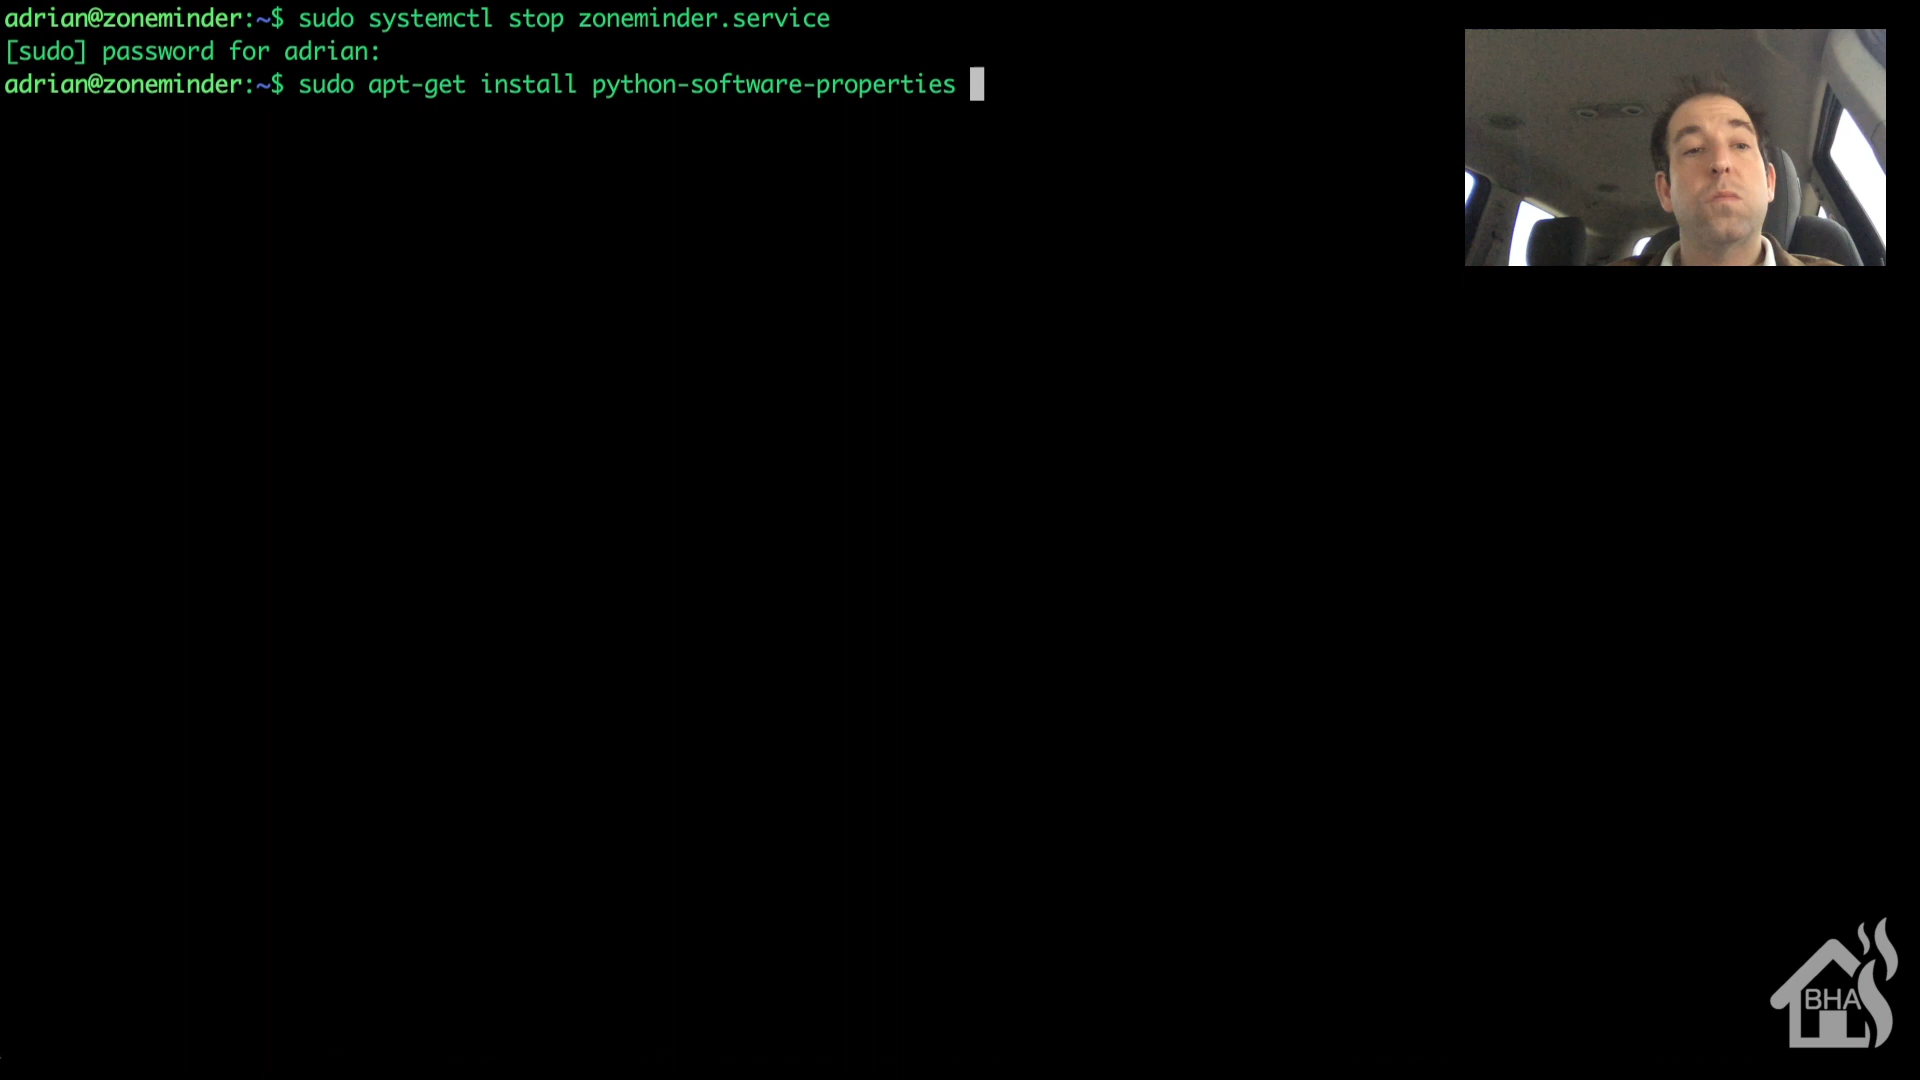 adrian@zoneminder:~$ sudo systemctl stop zoneminder.service
[sudo] password for adrian:
adrian@zoneminder:~$ sudo apt-get install python-software-properties
BHA